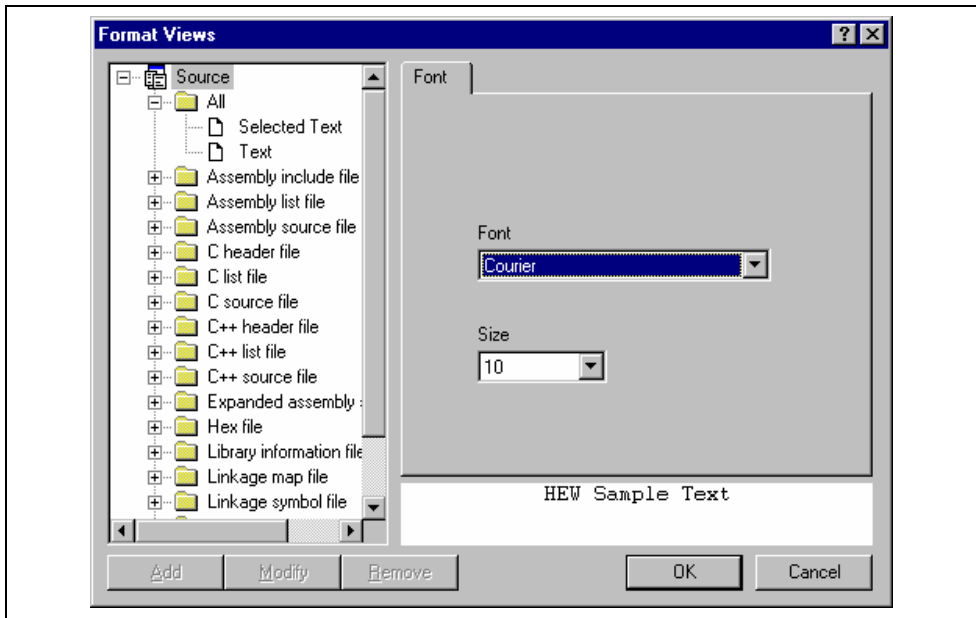 Format Views
Source
All
Selected Text
Text
Assembly include file
Assembly list file
Assembly source file
C header file
C list file
C source file
C++ header file
C++ list file
C++ source file
Expanded assembly
Hex file
Library information file
Linkage map file
Linkage symbol file
Font
Font
Courier
Size
10
HEW Sample Text
Add
Modify
Remove
OK
Cancel